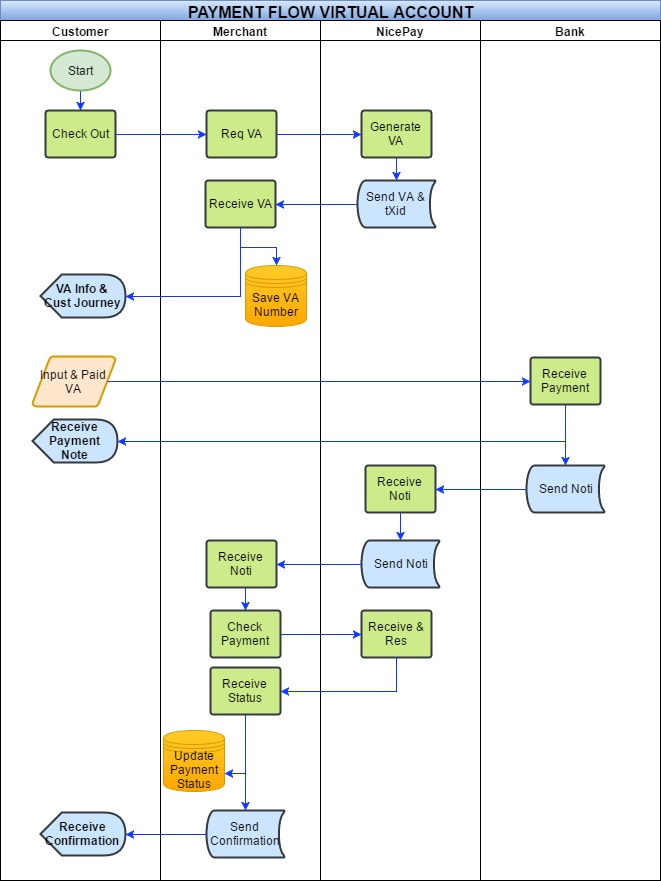 PAYMENT FLOW VIRTUAL ACCOUNT
Customer
Merchant
NicePay
Bank
Start
Check Out
Req VA
Generate
VA
Receive VA
Send VA &
tXid
VA Info &
Cust Journey
Save VA
Number
Input & Paid
VA
Receive
Payment
Receive
Payment
Note
Receive
Noti
Send Noti
Receive
Noti
Send Noti
Check
Payment
Receive &
Res
Receive
Status
Update
Payment
Status
Receive
Confirmation
Send
Confirmation